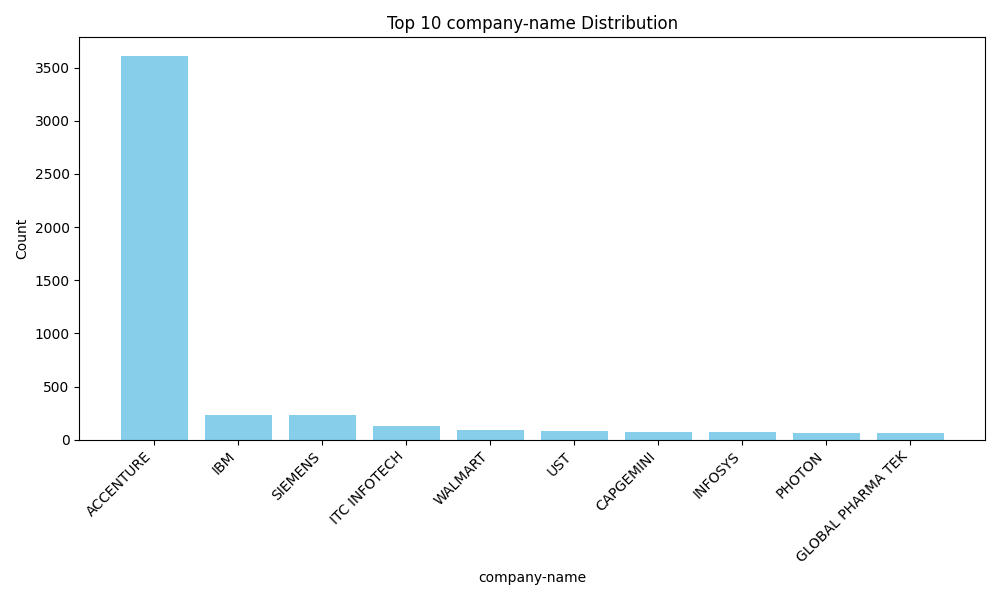 Top 10 company-name Distribution
Count
3500
3000
2500
2000
1500
1000
500
0
ACCENTURE
IBM
SIEMENS
ITC INFOTECH
WALMART
UST
CAPGEMINI
INFOSYS
PHOTON
GLOBAL PHARMA TEK
company-name